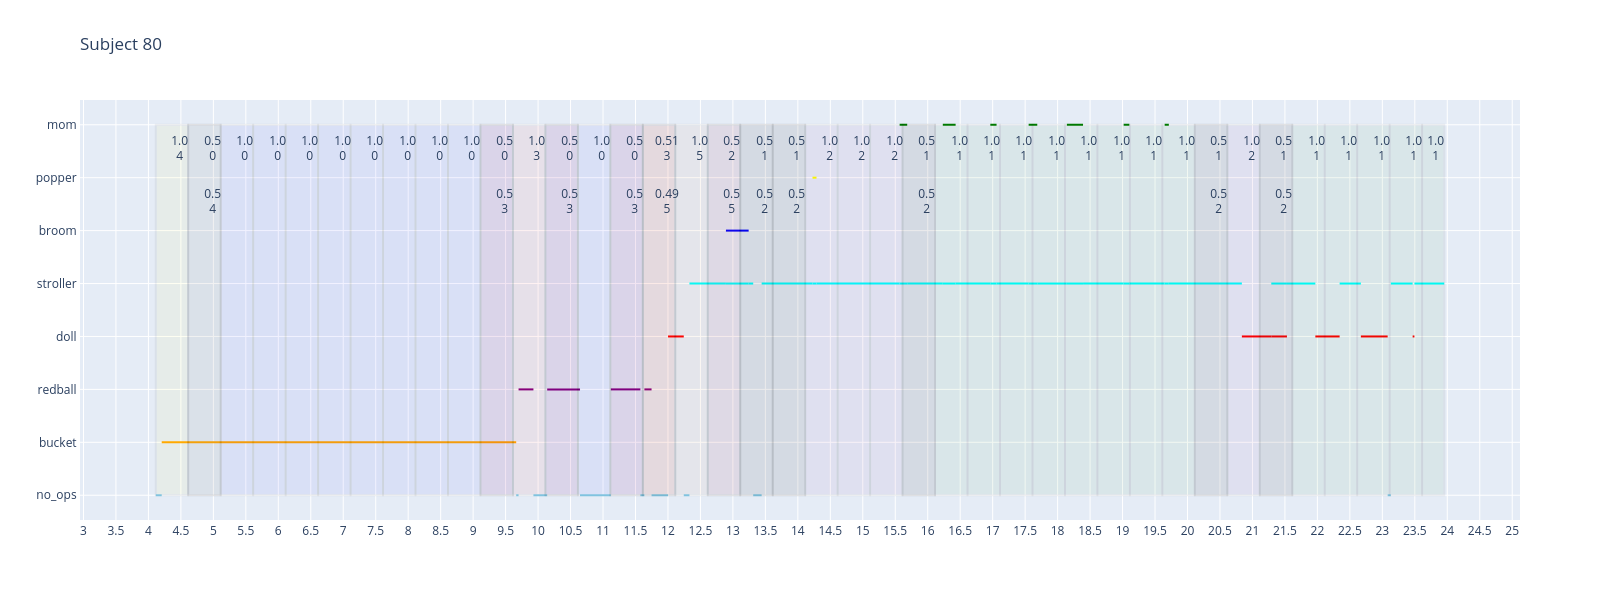 Subject 80
mom
1.0 0.5 1.0 1.0 1.0 1.0 1.0 1.0 1.0 1.0 0.5 1.0 0.5 1.0 0.5 0.51 1.0 0.5 0.5 0.5 1.0 1.0 1.0 0.5 1.0 1.0 1.0 1.0 1.0 1.0 1.0 1.0 0.5 1.0 0.5 1.0 1.0 1.0 1.0 1.0
4 0 0 0 0 0 0 0 0 0 0 3 0 0 0 3 5 2 1 1 2 2 2 1 1 1 1 1 1 1 1 1 1 2 1 1 1 1 1 1
popper
0.5 0.5 0.5 0.5 0.49 0.5 0.5 0.5 0.5 0.5 0.5
4 3 3 3 5 5 2 2 2 2 2
broom
stroller
doll
redball
bucket
no_ops
3 3.5 4 4.5 5 5.5 6 6.5 7 7.5 8 8.5 9 9.5 10 10.5 11 11.5 12 12.5 13 13.5 14 14.5 15 15.5 16 16.5 17 17.5 18 18.5 19 19.5 20 20.5 21 21.5 22 22.5 23 23.5 24 24.5 25